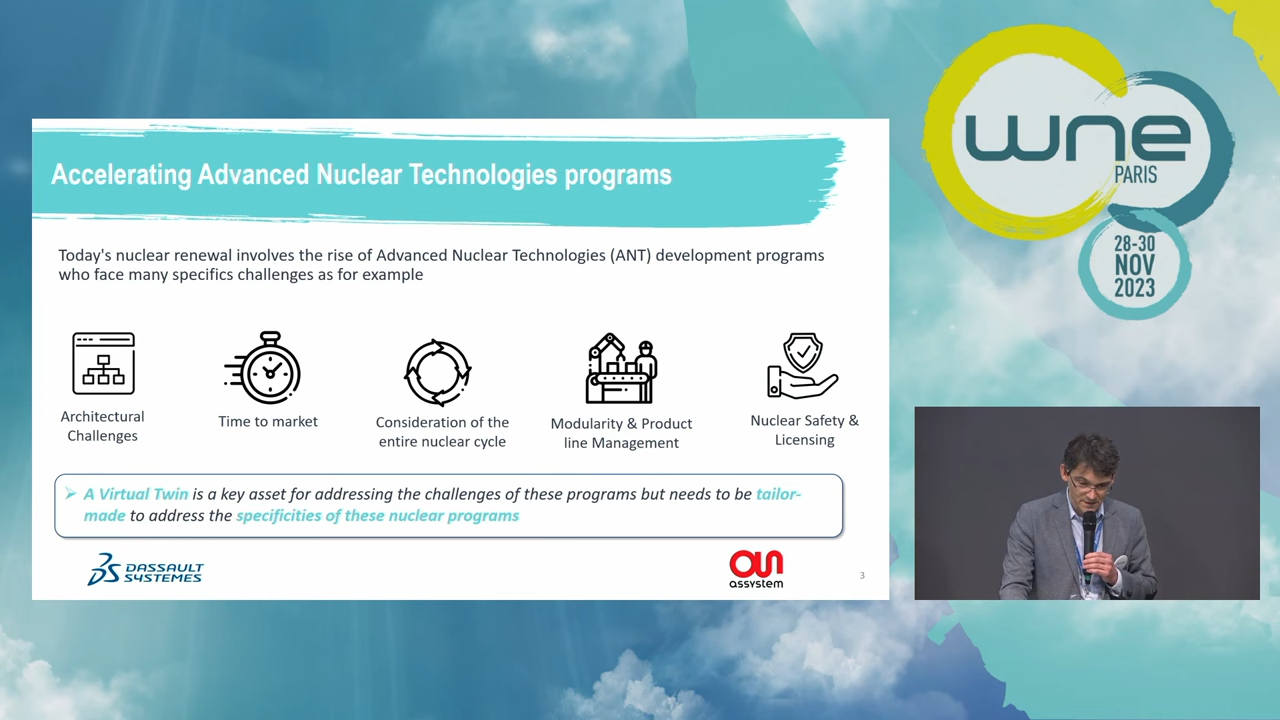 Accelerating Advanced Nuclear Technologies programs
Today's nuclear renewal involves the rise of Advanced Nuclear Technologies (ANT) development programs
who face many specifics challenges as for example
Architectural
Challenges
Time to market
Consideration of the
entire nuclear cycle
Modularity & Product
line Management
Nuclear Safety &
Licensing
A Virtual Twin is a key asset for addressing the challenges of these programs but needs to be tailor-
made to address the specificities of these nuclear programs
DASSAULT
SYSTEMES
assystem
3
wne
PARIS
28-30
NOV
2023